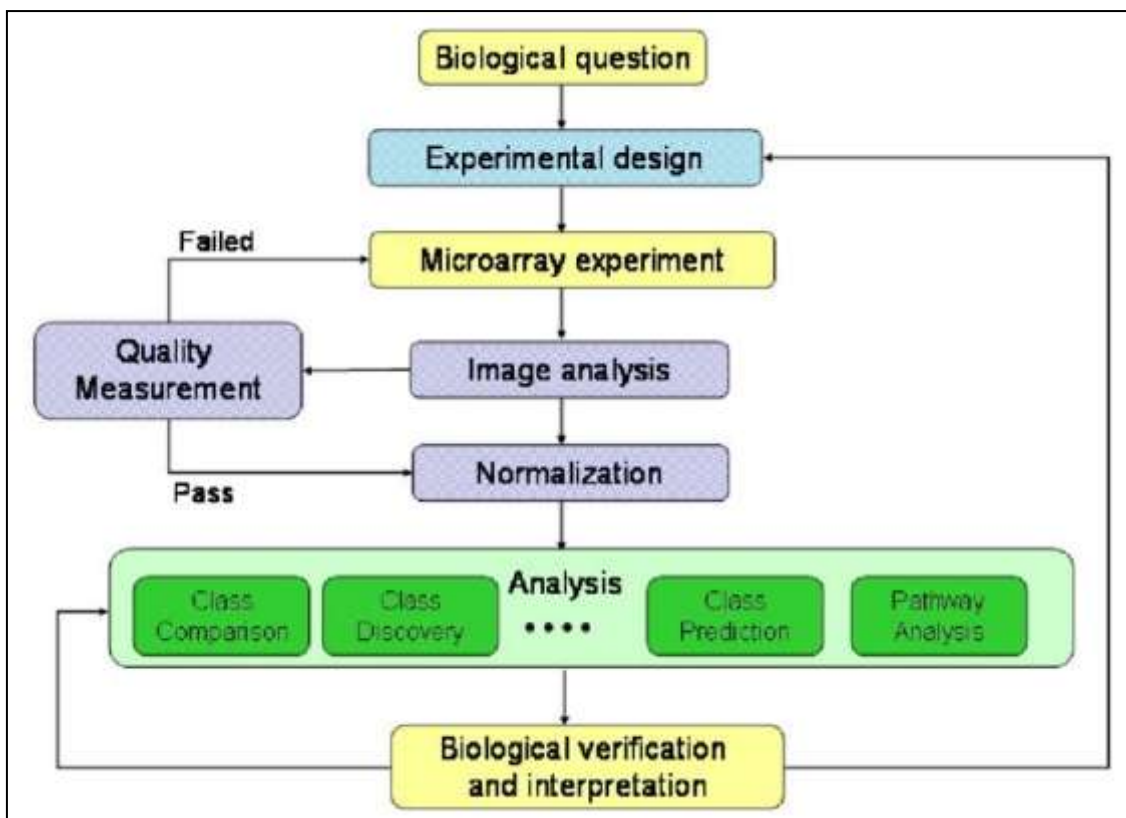 Biological question
Experimental design
Failed
Microarray experiment
Quality
Measurement
Image analysis
Normalization
Pass
Analysis
Class
Comparison
Class
Discovery
••••
Class
Prediction
Pathway
Analysis
Biological verification
and interpretation